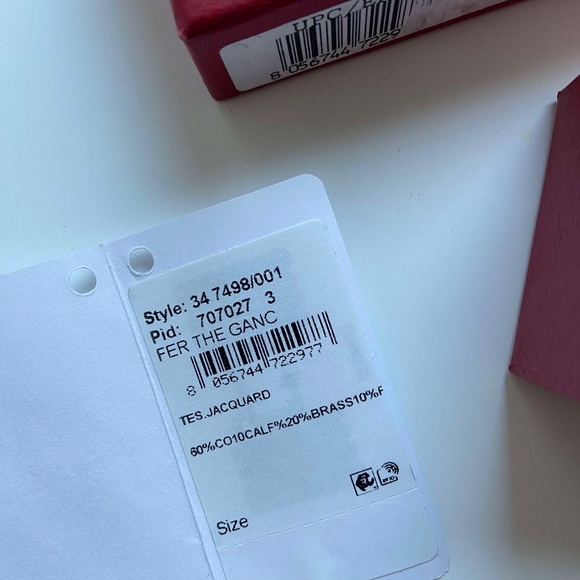 UPC/E
8 056744 7229
Style: 34 7498/001
Pid: 707027 3
FER THE GANC
8 056744 722977
TES.JACQUARD
60%CO10CALF%20%BRASS10%F
Size